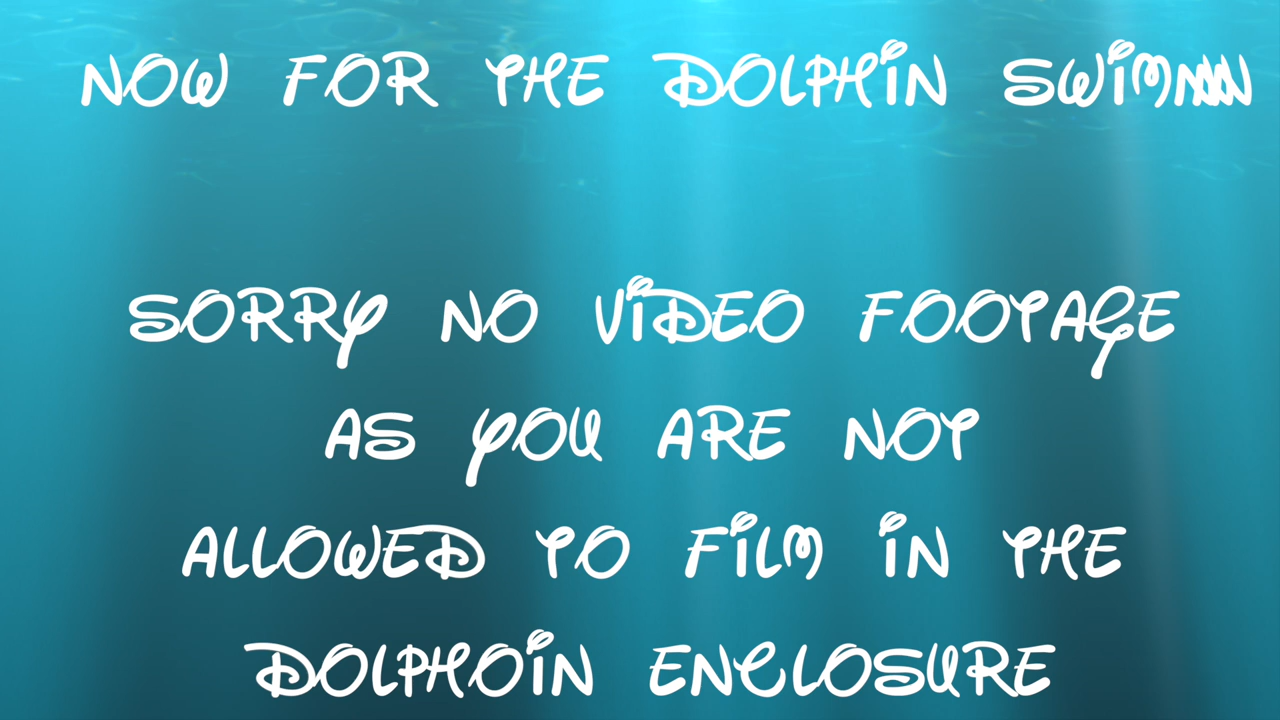 NOW FOR THE DOLPHIN SWIM
SORRY NO VIDEO FOOTAGE
AS YOU ARE NOT
ALLOWED TO FILM IN THE
DOLPHOIN ENCLOSURE